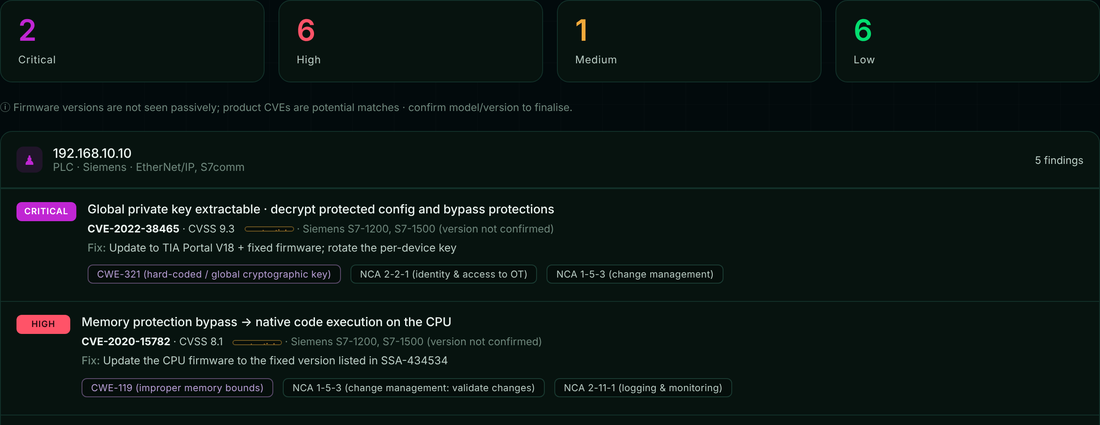 2
Critical
6
High
1
Medium
6
Low
ⓘ Firmware versions are not seen passively; product CVEs are potential matches · confirm model/version to finalise.
192.168.10.10
PLC · Siemens · EtherNet/IP, S7comm
5 findings
CRITICAL
Global private key extractable · decrypt protected config and bypass protections
CVE-2022-38465 · CVSS 9.3 · Siemens S7-1200, S7-1500 (version not confirmed)
Fix: Update to TIA Portal V18 + fixed firmware; rotate the per-device key
CWE-321 (hard-coded / global cryptographic key)
NCA 2-2-1 (identity & access to OT)
NCA 1-5-3 (change management)
HIGH
Memory protection bypass → native code execution on the CPU
CVE-2020-15782 · CVSS 8.1 · Siemens S7-1200, S7-1500 (version not confirmed)
Fix: Update the CPU firmware to the fixed version listed in SSA-434534
CWE-119 (improper memory bounds)
NCA 1-5-3 (change management: validate changes)
NCA 2-11-1 (logging & monitoring)